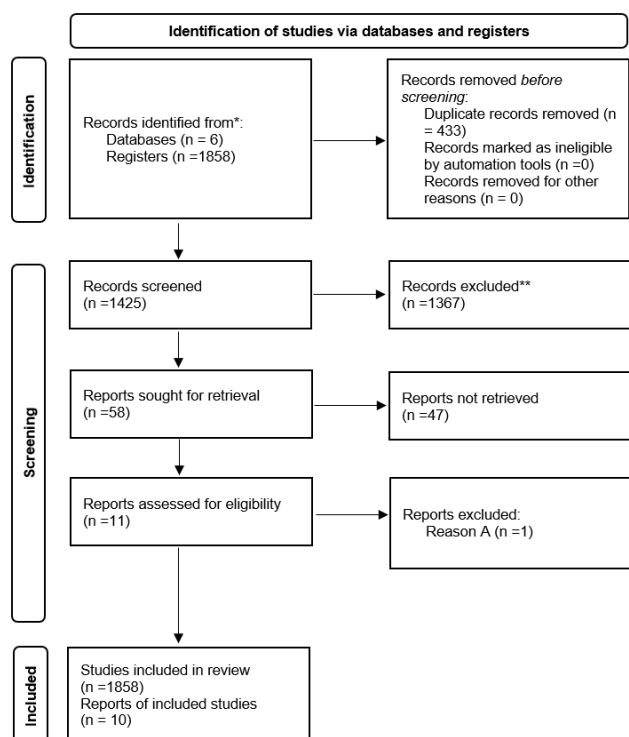 Identification of studies via databases and registers
Identification
Records identified from*:
Databases (n = 6)
Registers (n =1858)
Records removed before
screening:
Duplicate records removed (n
= 433)
Records marked as ineligible
by automation tools (n =0)
Records removed for other
reasons (n = 0)
Screening
Records screened
(n =1425)
Records excluded**
(n =1367)
Reports sought for retrieval
(n =58)
Reports not retrieved
(n =47)
Reports assessed for eligibility
(n =11)
Reports excluded:
Reason A (n =1)
Included
Studies included in review
(n =1858)
Reports of included studies
(n = 10)